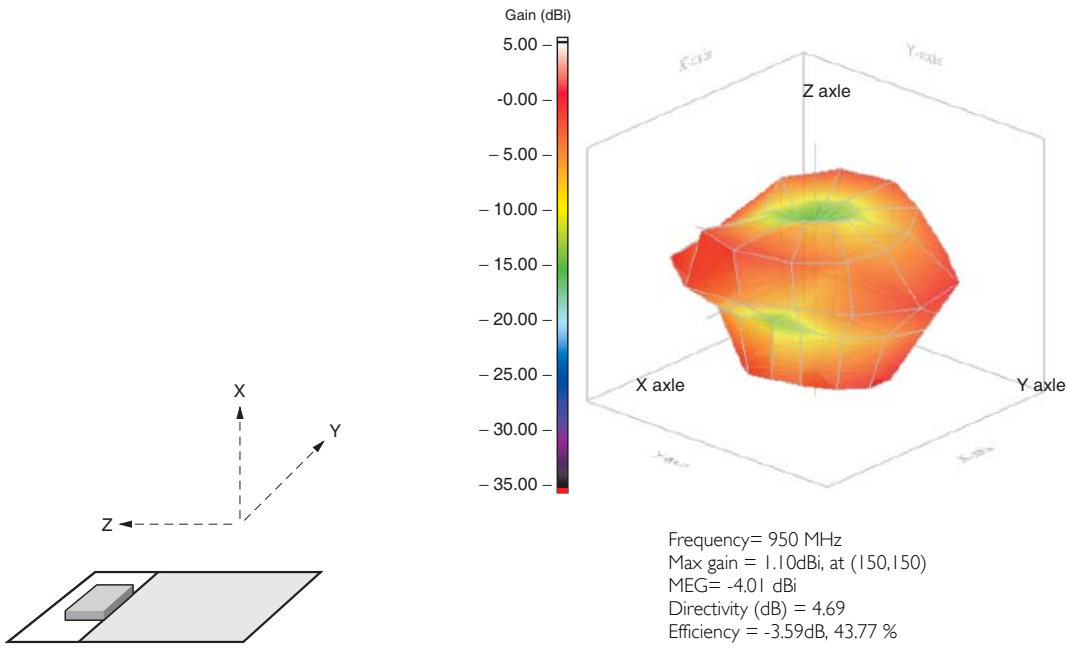 Gain (dBi)
5.00
-0.00
– 5.00
– 10.00
– 15.00
– 20.00
– 25.00
– 30.00
– 35.00
Y-axis
Z axle
X axle
Y axle
X
Y
Z
Frequency= 950 MHz
Max gain = 1.10dBi, at (150,150)
MEG= -4.01 dBi
Directivity (dB) = 4.69
Efficiency = -3.59dB, 43.77 %